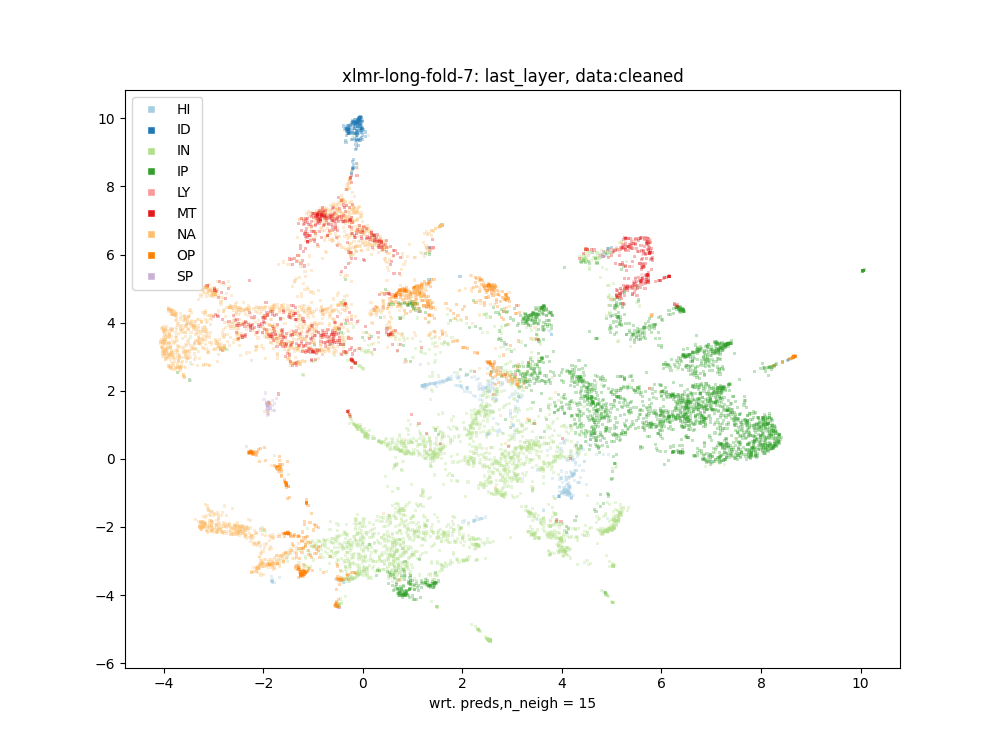 xlmr-long-fold-7: last_layer, data:cleaned
HI
ID
IN
IP
LY
MT
NA
OP
SP
10
8
6
4
2
0
−2
−4
−6
−4
−2
0
2
4
6
8
10
wrt. preds,n_neigh = 15